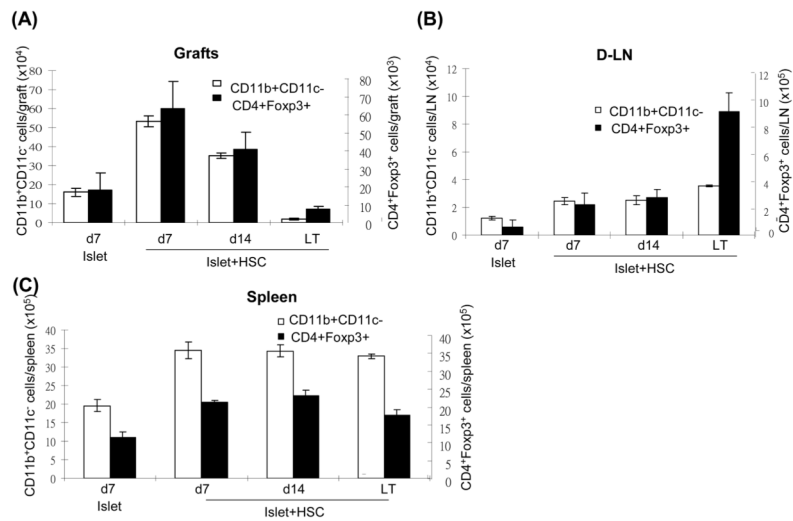 (A)
Grafts
CD11b+CD11c- cells/graft (x10⁴)
80
70
60
50
40
30
20
10
0
CD11b+CD11c-
CD4+Foxp3+
80
70
60
50
40
30
20
10
0
CD4⁺Foxp3⁺ cells/graft (x10³)
d7
d7
d14
LT
Islet
Islet+HSC
(B)
D-LN
CD11b⁺CD11c⁻ cells/LN (x10⁴)
12
10
8
6
4
2
0
CD11b+CD11c-
CD4+Foxp3+
12
10
8
6
4
2
0
CD4⁺Foxp3⁺ cells/LN (x10⁵)
d7
d7
d14
LT
Islet
Islet+HSC
(C)
Spleen
CD11b⁺CD11c⁻ cells/spleen (x10⁵)
40
35
30
25
20
15
10
5
0
CD11b+CD11c-
CD4+Foxp3+
40
35
30
25
20
15
10
5
0
CD4⁺Foxp3⁺ cells/spleen (x10⁵)
d7
d7
d14
LT
Islet
Islet+HSC